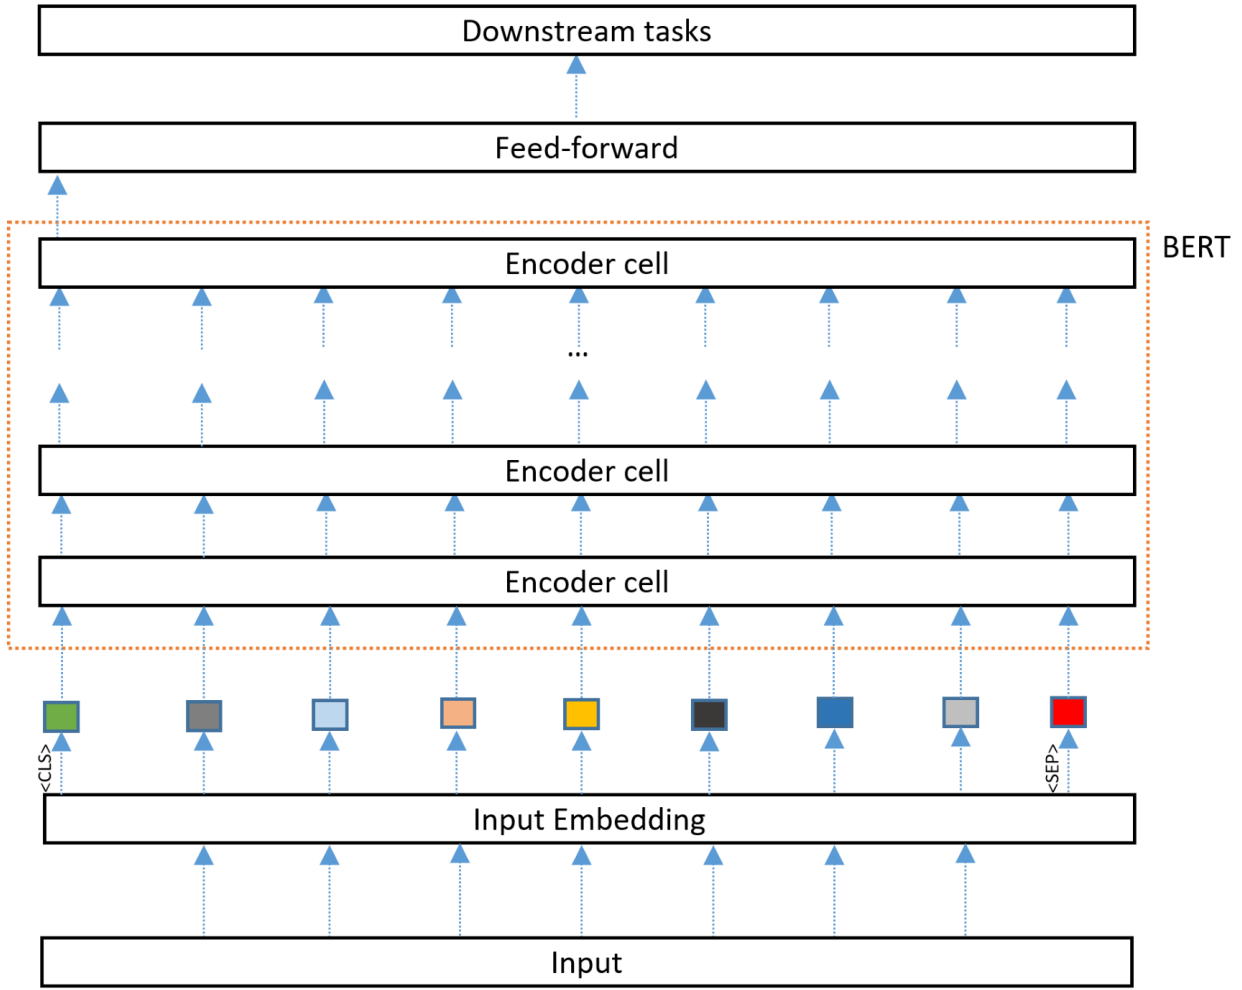 Downstream tasks
Feed-forward
BERT
Encoder cell
...
Encoder cell
Encoder cell
<CLS>
<SEP>
Input Embedding
Input